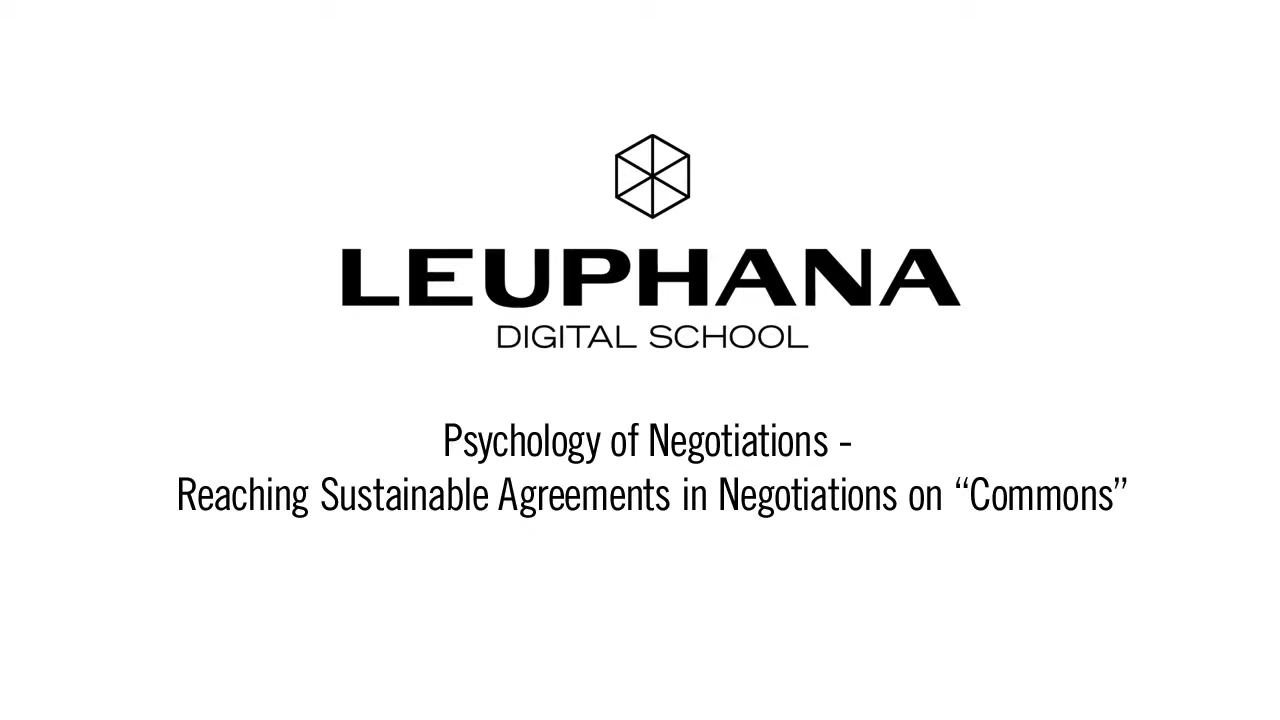 LEUPHANA
DIGITAL SCHOOL
Psychology of Negotiations -
Reaching Sustainable Agreements in Negotiations on “Commons”